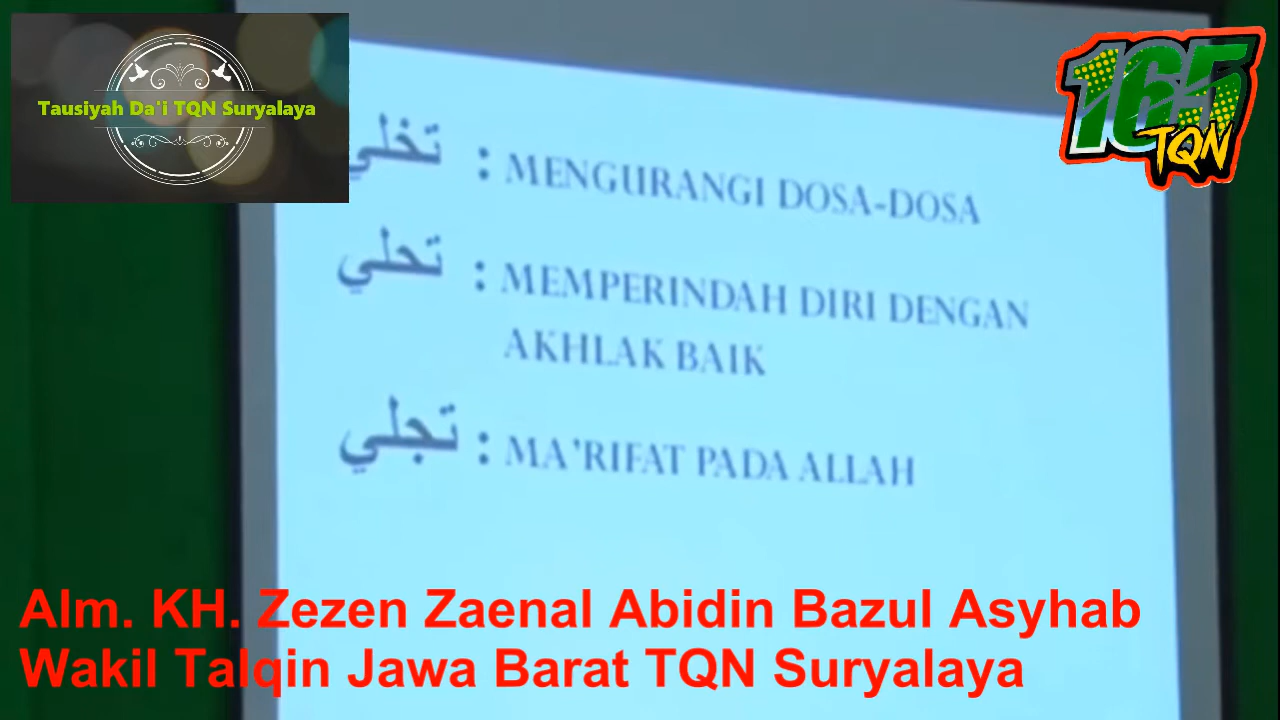 Tausiyah Da'i TQN Suryalaya
165
TQN
تخلي : MENGURANGI DOSA-DOSA
تحلي : MEMPERINDAH DIRI DENGAN
AKHLAK BAIK
تجلي : MA'RIFAT PADA ALLAH
Alm. KH. Zezen Zaenal Abidin Bazul Asyhab
Wakil Talqin Jawa Barat TQN Suryalaya